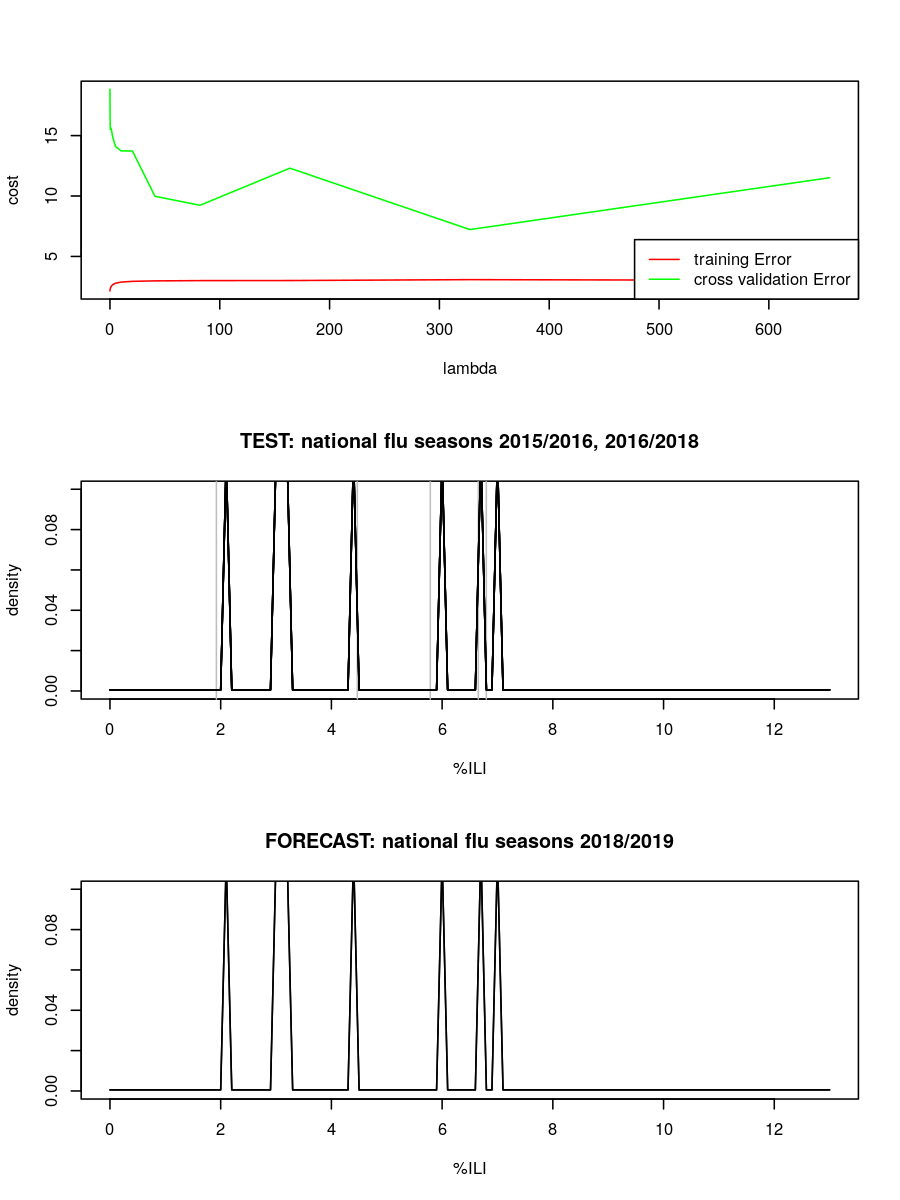 cost
15
10
5
training Error
cross validation Error
0 100 200 300 400 500 600
lambda
TEST: national flu seasons 2015/2016, 2016/2018
density
0.08
0.04
0.00
0 2 4 6 8 10 12
%ILI
FORECAST: national flu seasons 2018/2019
density
0.08
0.04
0.00
0 2 4 6 8 10 12
%ILI